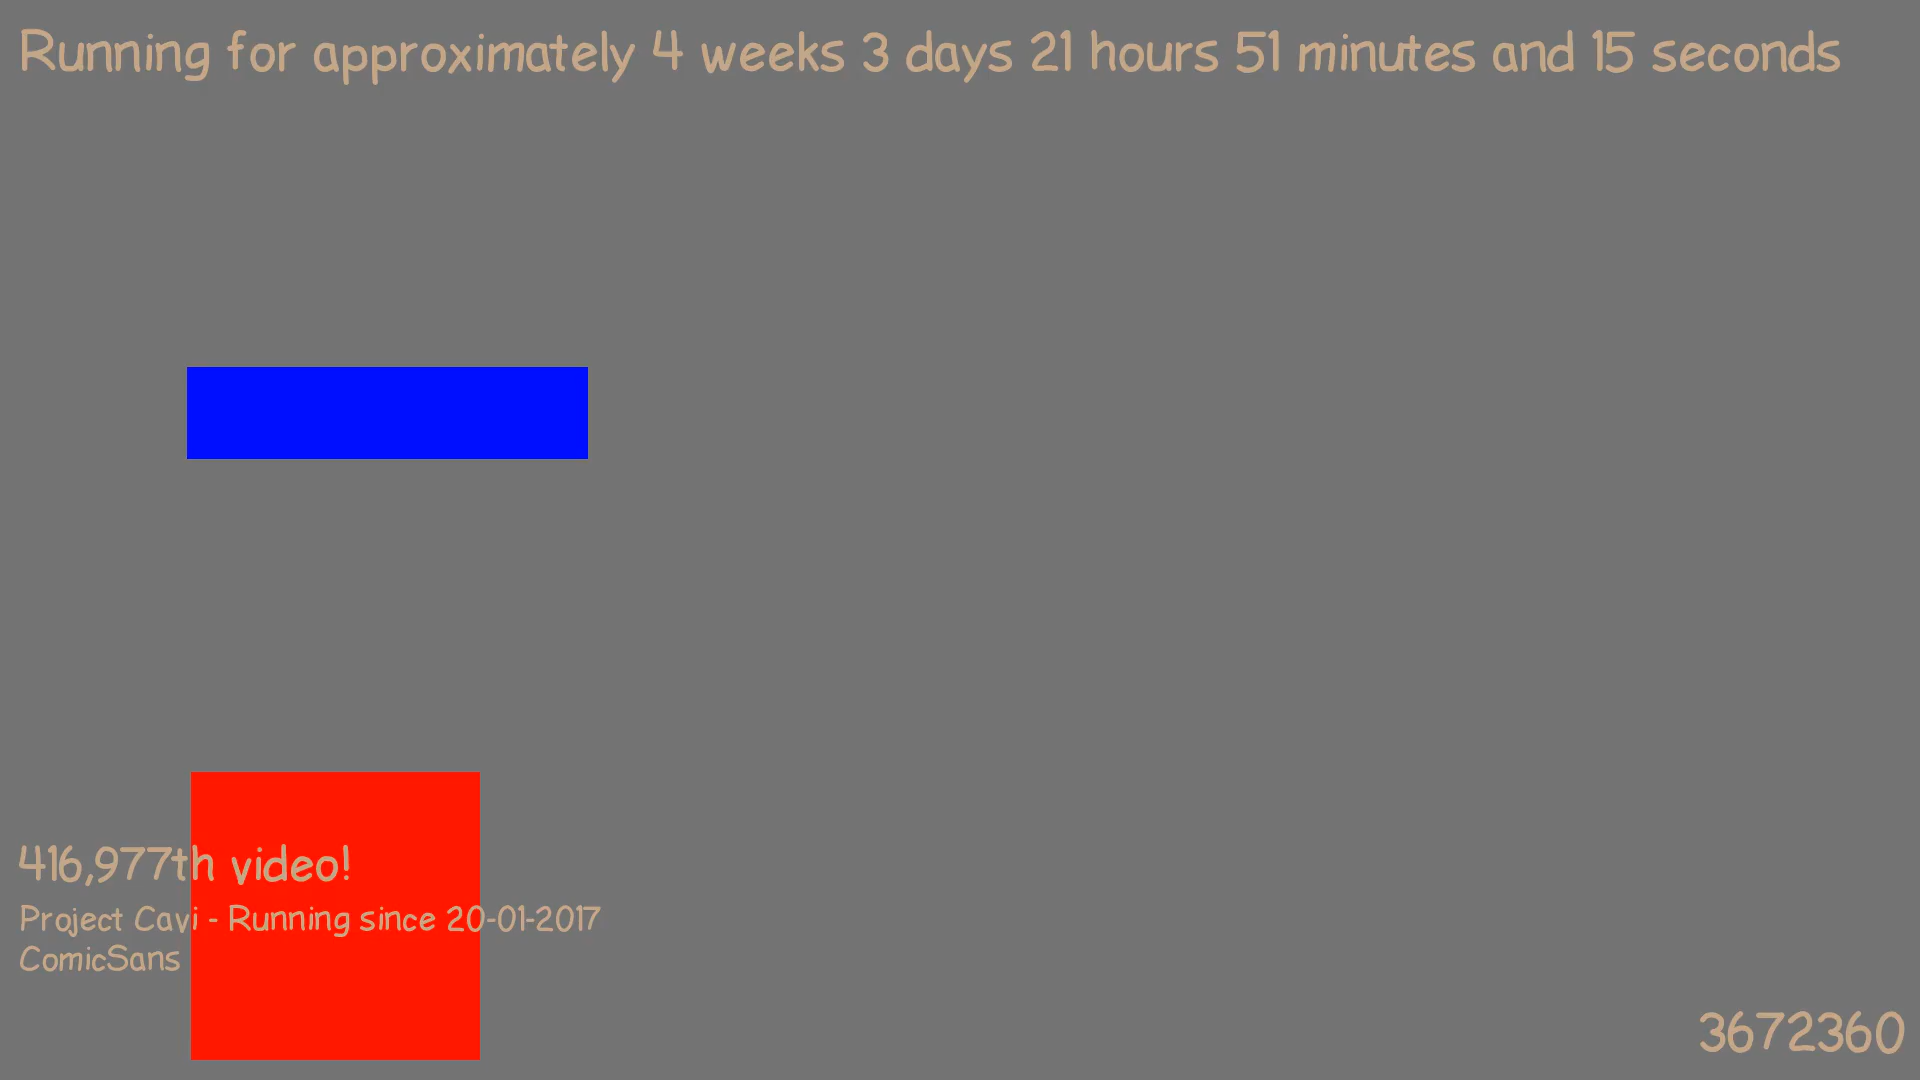 Running for approximately 4 weeks 3 days 21 hours 51 minutes and 15 seconds
416,977th video!
Project Cavi - Running since 20-01-2017
ComicSans
3672360